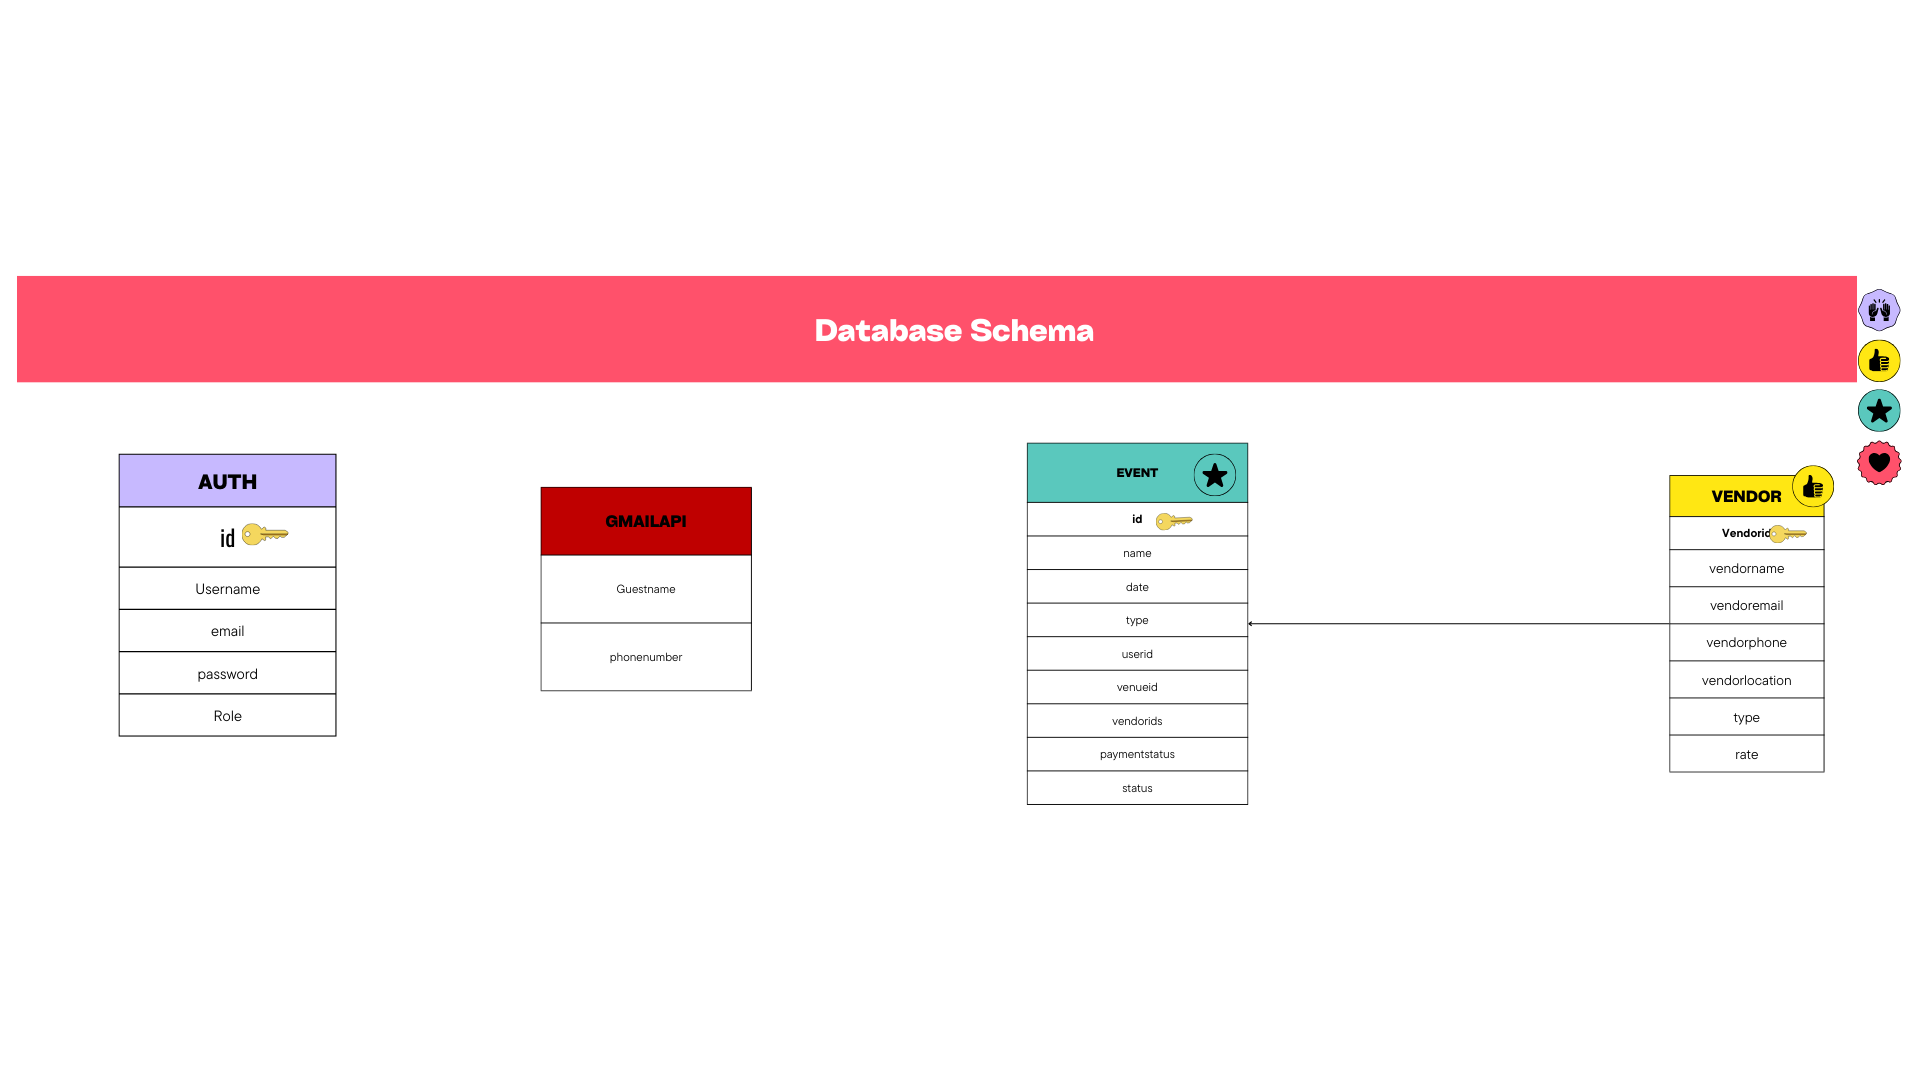 Database Schema
AUTH
id
Username
email
password
Role
GMAILAPI
Guestname
phonenumber
EVENT
id
name
date
type
userid
venueid
vendorids
paymentstatus
status
VENDOR
Vendorid
vendorname
vendoremail
vendorphone
vendorlocation
type
rate